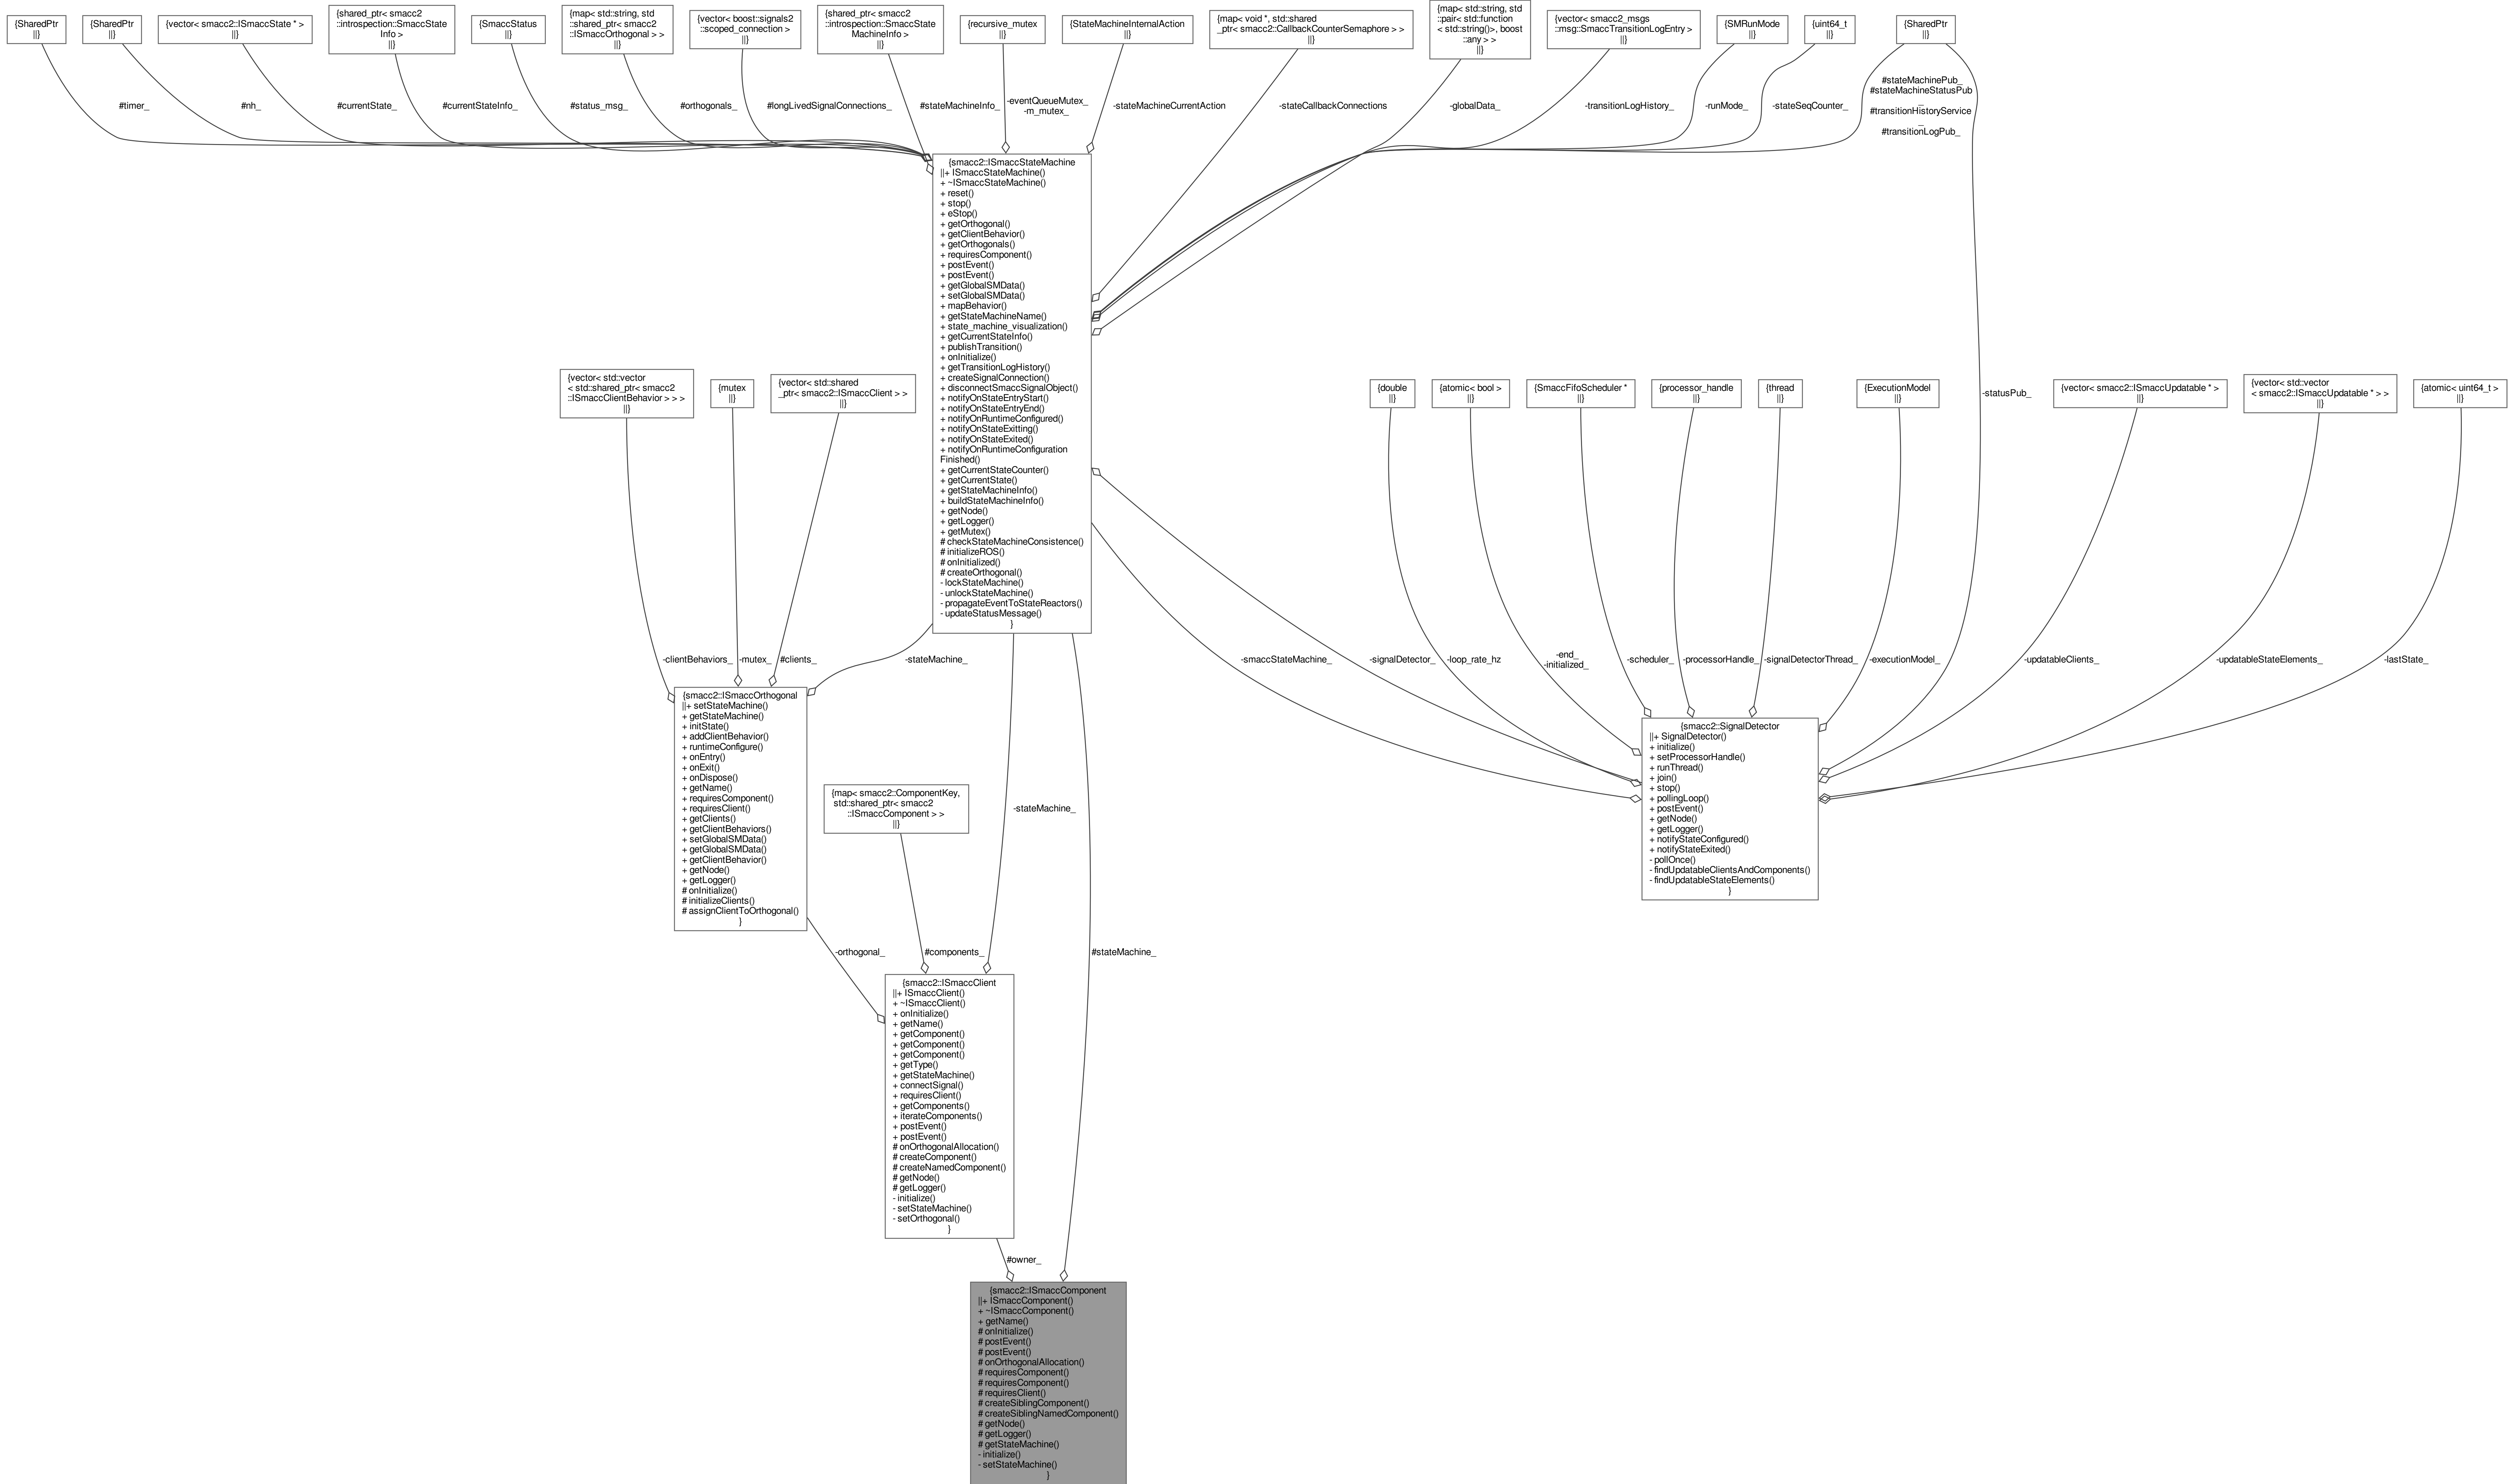 {SharedPtr
||}
{SharedPtr
||}
{vector< smacc2::ISmaccState * >
||}
{shared_ptr< smacc2
::introspection::SmaccState
Info >
||}
{SmaccStatus
||}
{map< std::string, std
::shared_ptr< smacc2
::ISmaccOrthogonal > >
||}
{vector< boost::signals2
::scoped_connection >
||}
{shared_ptr< smacc2
::introspection::SmaccState
MachineInfo >
||}
{recursive_mutex
||}
{StateMachineInternalAction
||}
{map< void *, std::shared
_ptr< smacc2::CallbackCounterSemaphore > >
||}
{map< std::string, std
::pair< std::function
< std::string()>, boost
::any > >
||}
{vector< smacc2_msgs
::msg::SmaccTransitionLogEntry >
||}
{SMRunMode
||}
{uint64_t
||}
{SharedPtr
||}
#timer_
#nh_
#currentState_
#currentStateInfo_
#status_msg_
#orthogonals_
#longLivedSignalConnections_
#stateMachineInfo_
-eventQueueMutex_
-m_mutex_
-stateMachineCurrentAction
-stateCallbackConnections
-globalData_
-transitionLogHistory_
-runMode_
-stateSeqCounter_
#stateMachinePub_
#stateMachineStatusPub
_
#transitionHistoryService
_
#transitionLogPub_
{smacc2::ISmaccStateMachine
||+ ISmaccStateMachine()
+ ~ISmaccStateMachine()
+ reset()
+ stop()
+ eStop()
+ getOrthogonal()
+ getClientBehavior()
+ getOrthogonals()
+ requiresComponent()
+ postEvent()
+ postEvent()
+ getGlobalSMData()
+ setGlobalSMData()
+ mapBehavior()
+ getStateMachineName()
+ state_machine_visualization()
+ getCurrentStateInfo()
+ publishTransition()
+ onInitialize()
+ getTransitionLogHistory()
+ createSignalConnection()
+ disconnectSmaccSignalObject()
+ notifyOnStateEntryStart()
+ notifyOnStateEntryEnd()
+ notifyOnRuntimeConfigured()
+ notifyOnStateExitting()
+ notifyOnStateExited()
+ notifyOnRuntimeConfiguration
Finished()
+ getCurrentStateCounter()
+ getCurrentState()
+ getStateMachineInfo()
+ buildStateMachineInfo()
+ getNode()
+ getLogger()
+ getMutex()
# checkStateMachineConsistence()
# initializeROS()
# onInitialized()
# createOrthogonal()
- lockStateMachine()
- unlockStateMachine()
- propagateEventToStateReactors()
- updateStatusMessage()
}
{vector< std::vector
< std::shared_ptr< smacc2
::ISmaccClientBehavior > > >
||}
{mutex
||}
{vector< std::shared
_ptr< smacc2::ISmaccClient > >
||}
{double
||}
{atomic< bool >
||}
{SmaccFifoScheduler *
||}
{processor_handle
||}
{thread
||}
{ExecutionModel
||}
-statusPub_
{vector< smacc2::ISmaccUpdatable * >
||}
{vector< std::vector
< smacc2::ISmaccUpdatable * > >
||}
{atomic< uint64_t >
||}
-clientBehaviors_
-mutex_
#clients_
-stateMachine_
-smaccStateMachine_
-signalDetector_
-loop_rate_hz
-end_
-initialized_
-scheduler_
-processorHandle_
-signalDetectorThread_
-executionModel_
-updatableClients_
-updatableStateElements_
-lastState_
{smacc2::ISmaccOrthogonal
||+ setStateMachine()
+ getStateMachine()
+ initState()
+ addClientBehavior()
+ runtimeConfigure()
+ onEntry()
+ onExit()
+ onDispose()
+ getName()
+ requiresComponent()
+ requiresClient()
+ getClients()
+ getClientBehaviors()
+ setGlobalSMData()
+ getGlobalSMData()
+ getClientBehavior()
+ getNode()
+ getLogger()
# onInitialize()
# initializeClients()
# assignClientToOrthogonal()
}
{smacc2::SignalDetector
||+ SignalDetector()
+ initialize()
+ setProcessorHandle()
+ runThread()
+ join()
+ stop()
+ pollingLoop()
+ postEvent()
+ getNode()
+ getLogger()
+ notifyStateConfigured()
+ notifyStateExited()
- pollOnce()
- findUpdatableClientsAndComponents()
- findUpdatableStateElements()
}
{map< smacc2::ComponentKey,
std::shared_ptr< smacc2
::ISmaccComponent > >
||}
-stateMachine_
-orthogonal_
#components_
#stateMachine_
{smacc2::ISmaccClient
||+ ISmaccClient()
+ ~ISmaccClient()
+ onInitialize()
+ getName()
+ getComponent()
+ getComponent()
+ getComponent()
+ getType()
+ getStateMachine()
+ connectSignal()
+ requiresClient()
+ getComponents()
+ iterateComponents()
+ postEvent()
+ postEvent()
# onOrthogonalAllocation()
# createComponent()
# createNamedComponent()
# getNode()
# getLogger()
- initialize()
- setStateMachine()
- setOrthogonal()
}
#owner_
{smacc2::ISmaccComponent
||+ ISmaccComponent()
+ ~ISmaccComponent()
+ getName()
# onInitialize()
# postEvent()
# postEvent()
# onOrthogonalAllocation()
# requiresComponent()
# requiresComponent()
# requiresClient()
# createSiblingComponent()
# createSiblingNamedComponent()
# getNode()
# getLogger()
# getStateMachine()
- initialize()
- setStateMachine()
}